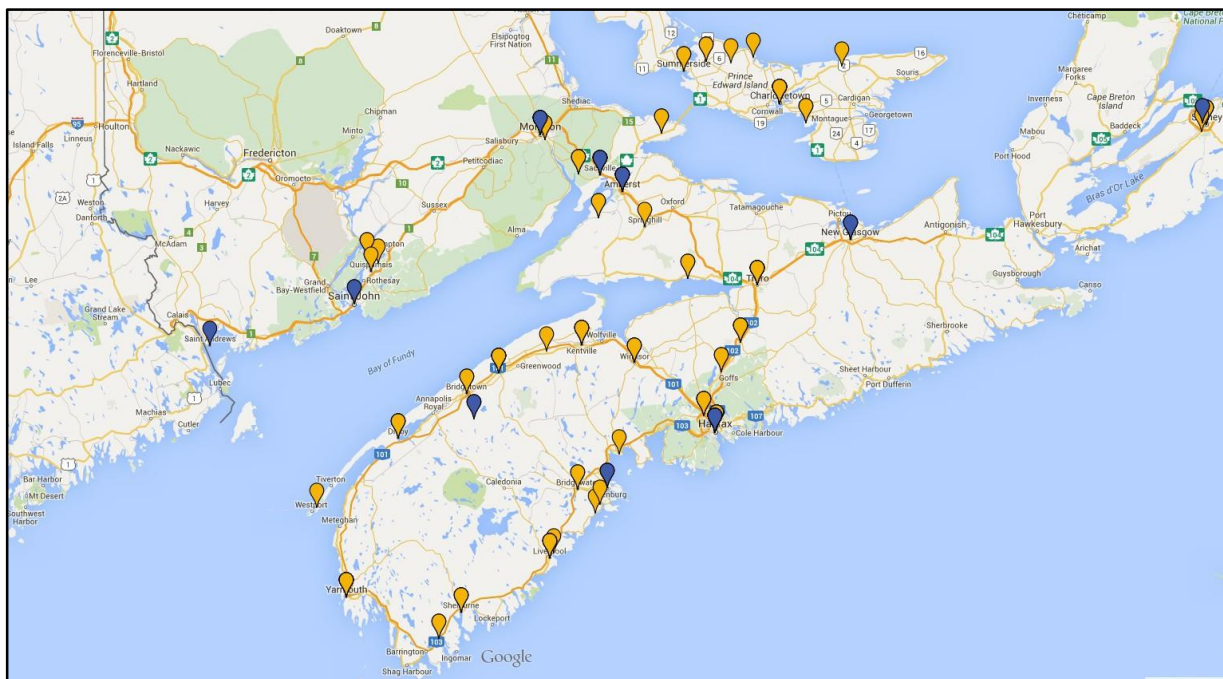 Cheticamp
Cape Breton
National P
Doaktown
Elsipogtog
First Nation
Florenceville-Bristol
Hartland
Chipman
Shediac
Summerside
Prince
Edward Island
Souris
Charlottetown
Cornwall
Cardigan
Georgetown
Montague
Margaree
Forks
Inverness
Cape Breton
Island
Baddeck
Mabou
Port Hood
Bras d'Or Lake
Island Falls
Houlton
Linneus
Nackawic
Fredericton
Minto
Oromocto
Salisbury
Petitcodiac
Weston
Danforth
Harvey
McAdam
Sussex
Alma
Amherst
Springhill
Oxford
Tatamagouche
Pictou
New Glasgow
Antigonish
Port
Hawkesbury
Arichat
Guysborough
Canso
Lee
Lincoln
Grand Lake
Stream
Calais
Grand
Bay-Westfield
Quispamsis
Rothesay
Saint John
Saint Andrews
Lubec
Machias
Cutler
Bay of Fundy
Wolfville
Kentville
Greenwood
Windsor
Goffs
Sherbrooke
Sheet Harbour
Port Dufferin
Bridgetown
Annapolis
Royal
Digby
Halifax
Cole Harbour
Bar Harbor
Mt Desert
Southwest
Harbor
Tiverton
Westport
Meteghan
Caledonia
Bridgewater
Liverpool
Yarmouth
Shelburne
Lockeport
Barrington
Ingomar
Shag Harbour
Google